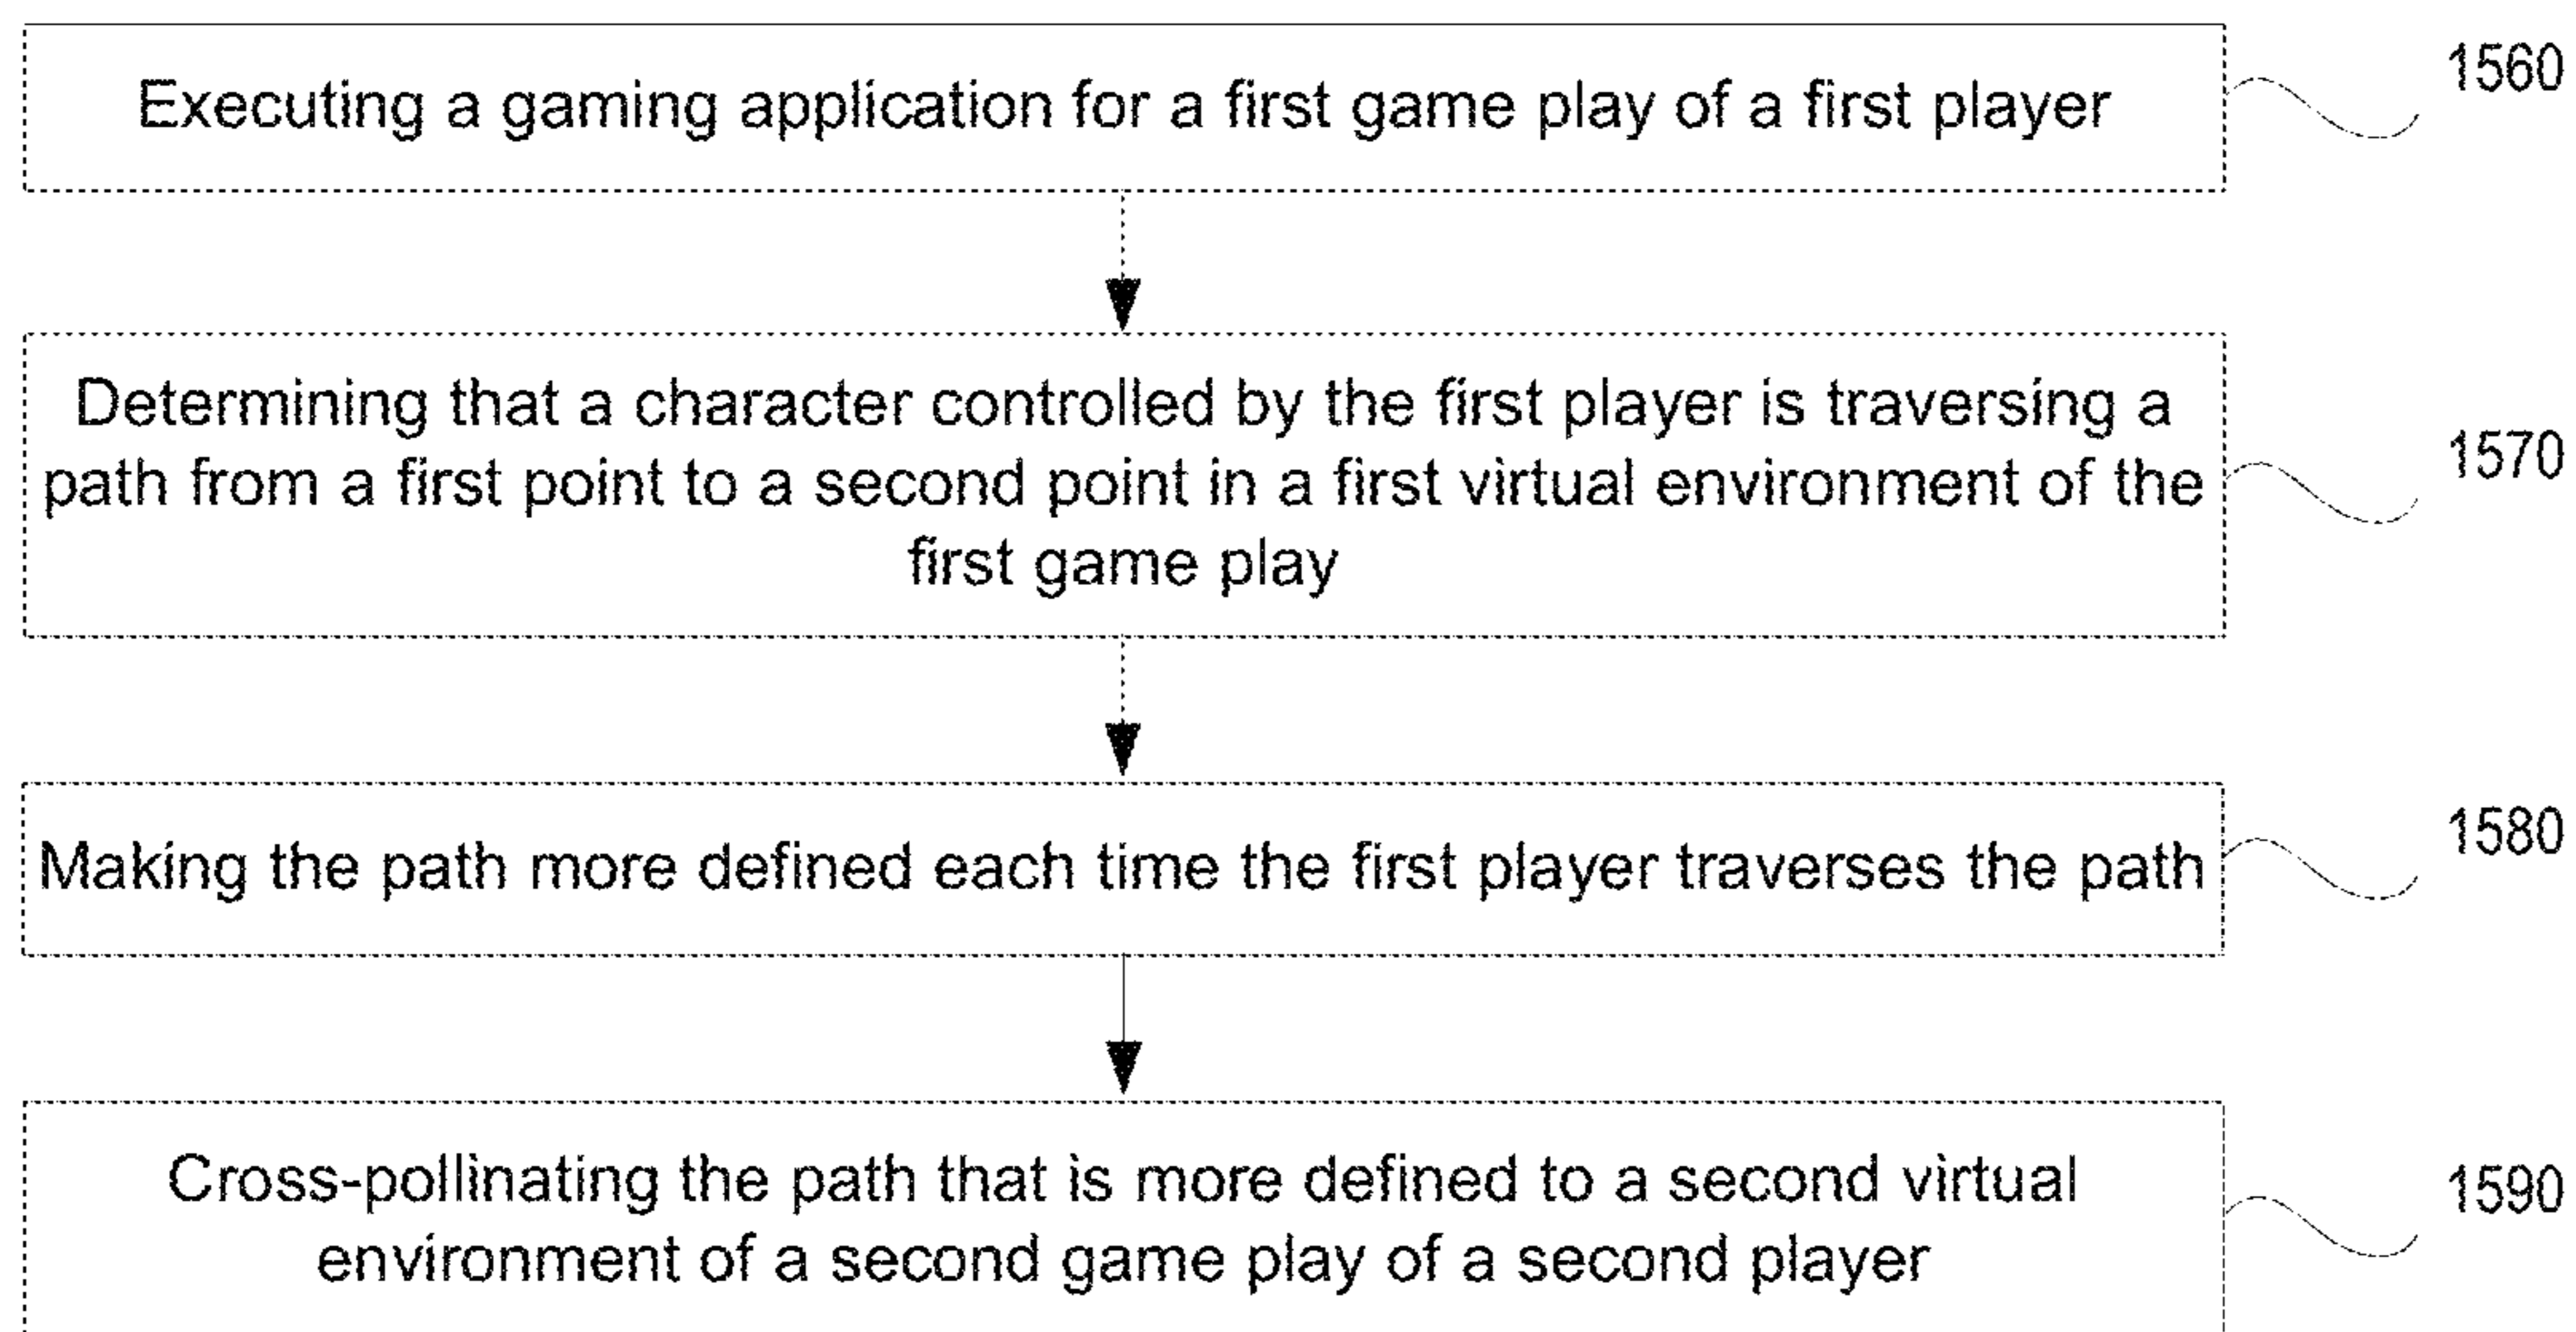 Executing a gaming application for a first game play of a first player
1560
Determining that a character controlled by the first player is traversing a
path from a first point to a second point in a first virtual environment of the
first game play
1570
Making the path more defined each time the first player traverses the path
1580
Cross-pollinating the path that is more defined to a second virtual
environment of a second game play of a second player
1590